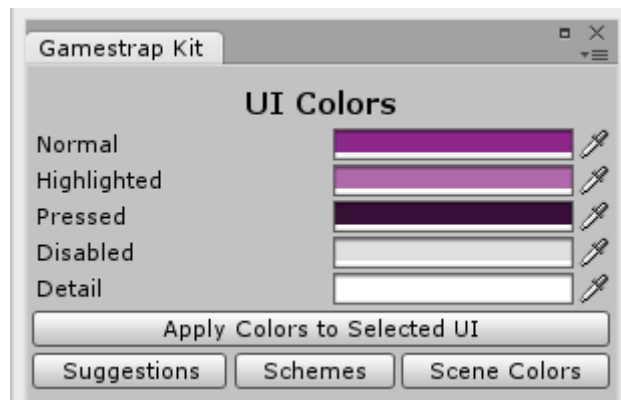 Gamestrap Kit
UI Colors
Normal
Highlighted
Pressed
Disabled
Detail
Apply Colors to Selected UI
Suggestions Schemes Scene Colors